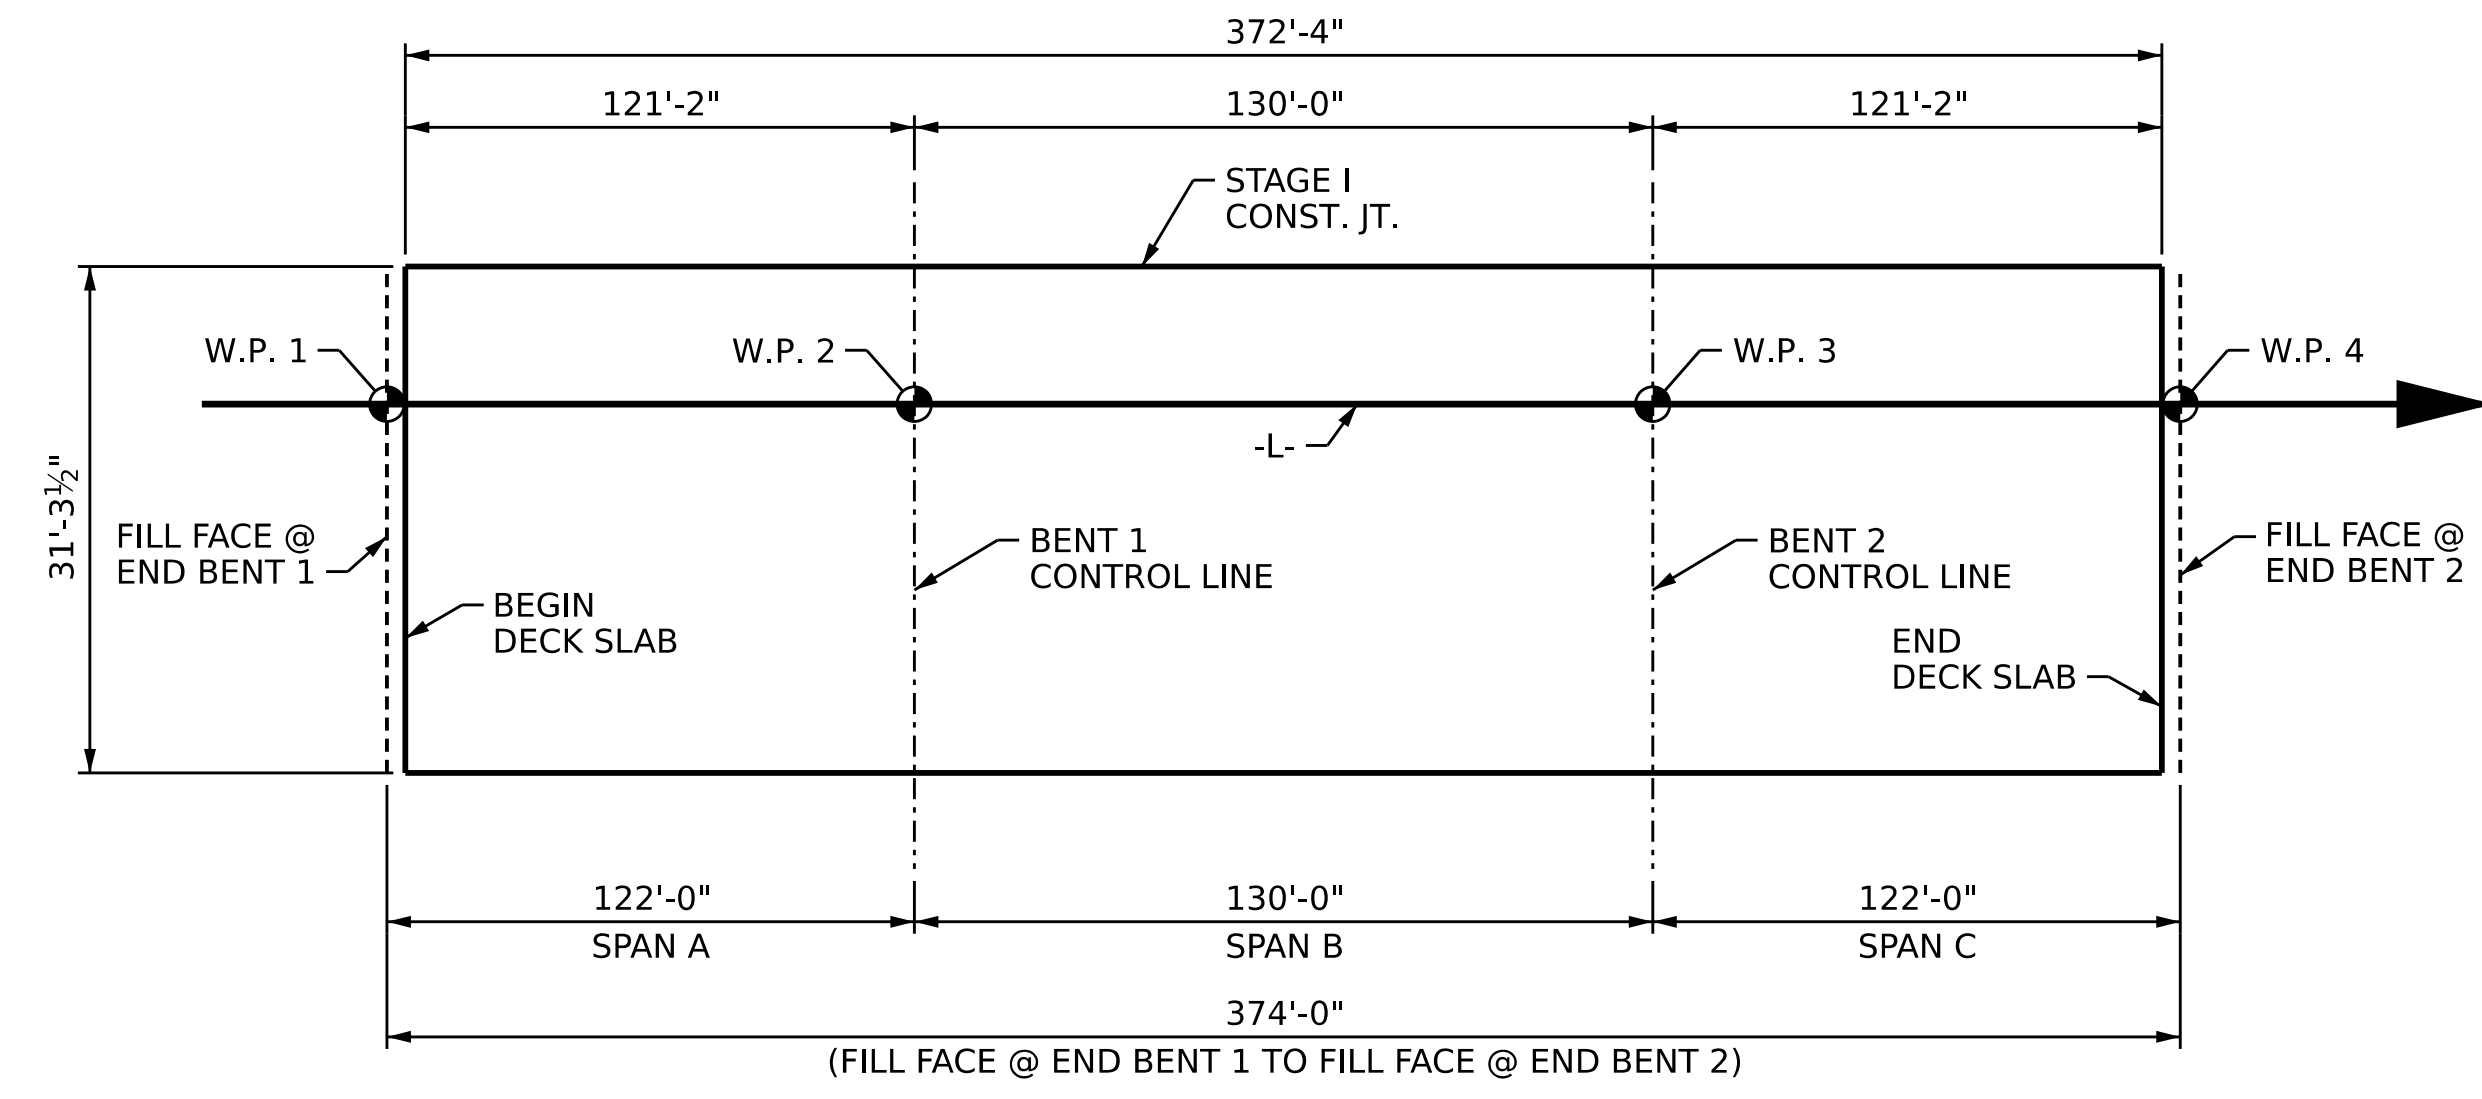 372'-4"
121'-2"
130'-0"
121'-2"
STAGE I
CONST. JT.
W.P. 1
W.P. 2
W.P. 3
W.P. 4
-L-
31'-3½"
FILL FACE @
END BENT 1
BENT 1
CONTROL LINE
BENT 2
CONTROL LINE
FILL FACE @
END BENT 2
BEGIN
DECK SLAB
END
DECK SLAB
122'-0"
SPAN A
130'-0"
SPAN B
122'-0"
SPAN C
374'-0"
(FILL FACE @ END BENT 1 TO FILL FACE @ END BENT 2)